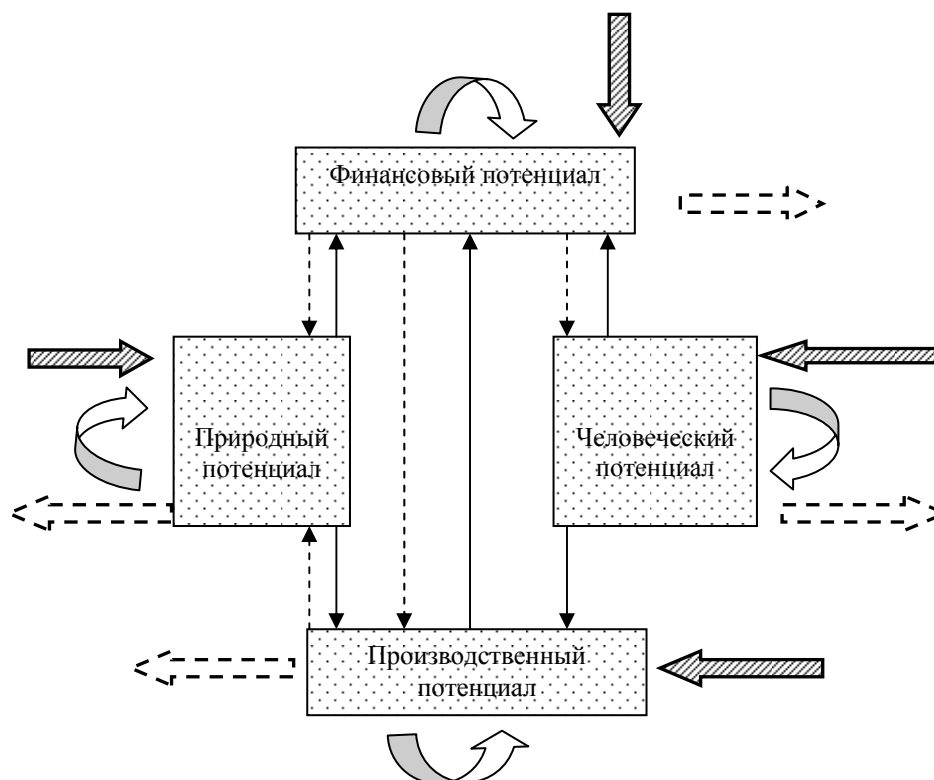 Финансовый потенциал
Природный
потенциал
Человеческий
потенциал
Производственный
потенциал